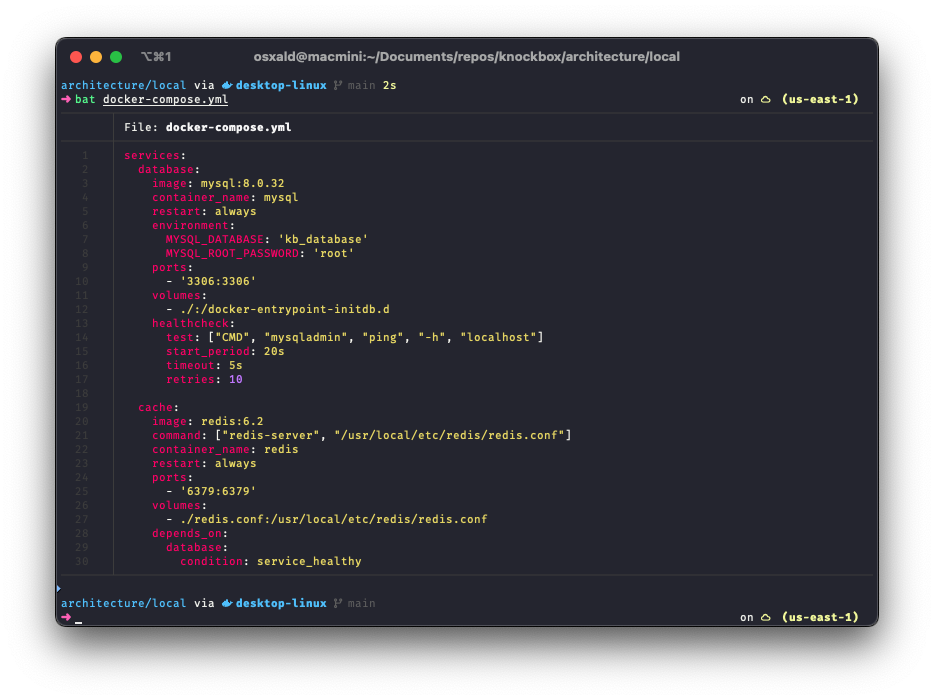 ⌥⌘1
osxald@macmini:~/Documents/repos/knockbox/architecture/local
architecture/local via desktop-linux main 2s
➜ bat docker-compose.yml on (us-east-1)
File: docker-compose.yml
1 services:
2   database:
3     image: mysql:8.0.32
4     container_name: mysql
5     restart: always
6     environment:
7       MYSQL_DATABASE: 'kb_database'
8       MYSQL_ROOT_PASSWORD: 'root'
9     ports:
10       - '3306:3306'
11     volumes:
12       - ./:/docker-entrypoint-initdb.d
13     healthcheck:
14       test: ["CMD", "mysqladmin", "ping", "-h", "localhost"]
15       start_period: 20s
16       timeout: 5s
17       retries: 10
18
19   cache:
20     image: redis:6.2
21     command: ["redis-server", "/usr/local/etc/redis/redis.conf"]
22     container_name: redis
23     restart: always
24     ports:
25       - '6379:6379'
26     volumes:
27       - ./redis.conf:/usr/local/etc/redis/redis.conf
28     depends_on:
29       database:
30         condition: service_healthy
architecture/local via desktop-linux main
➜ _ on (us-east-1)